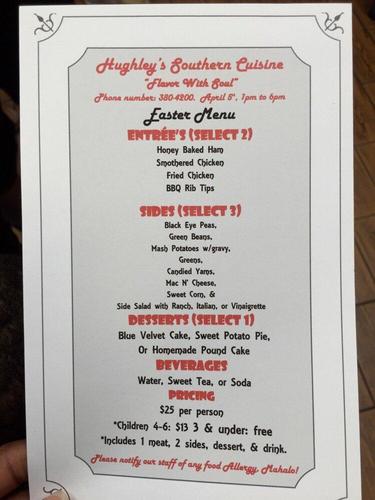 Hughley's Southern Cuisine
"Flavor With Soul"
Phone number: 380-4200. April 8th, 1pm to 6pm
Easter Menu
ENTRÉE'S (SELECT 2)
Honey Baked Ham
Smothered Chicken
Fried Chicken
BBQ Rib Tips
SIDES (SELECT 3)
Black Eye Peas,
Green Beans,
Mash Potatoes w/gravy,
Greens,
Candied Yams,
Mac N' Cheese,
Sweet Corn, &
Side Salad with Ranch, Italian, or Vinaigrette
DESSERTS (SELECT 1)
Blue Velvet Cake, Sweet Potato Pie,
Or Homemade Pound Cake
BEVERAGES
Water, Sweet Tea, or Soda
PRICING
$25 per person
*Children 4-6: $13 3 & under: free
*Includes 1 meat, 2 sides, dessert, & drink.
Please notify our staff of any food Allergy. Mahalo!